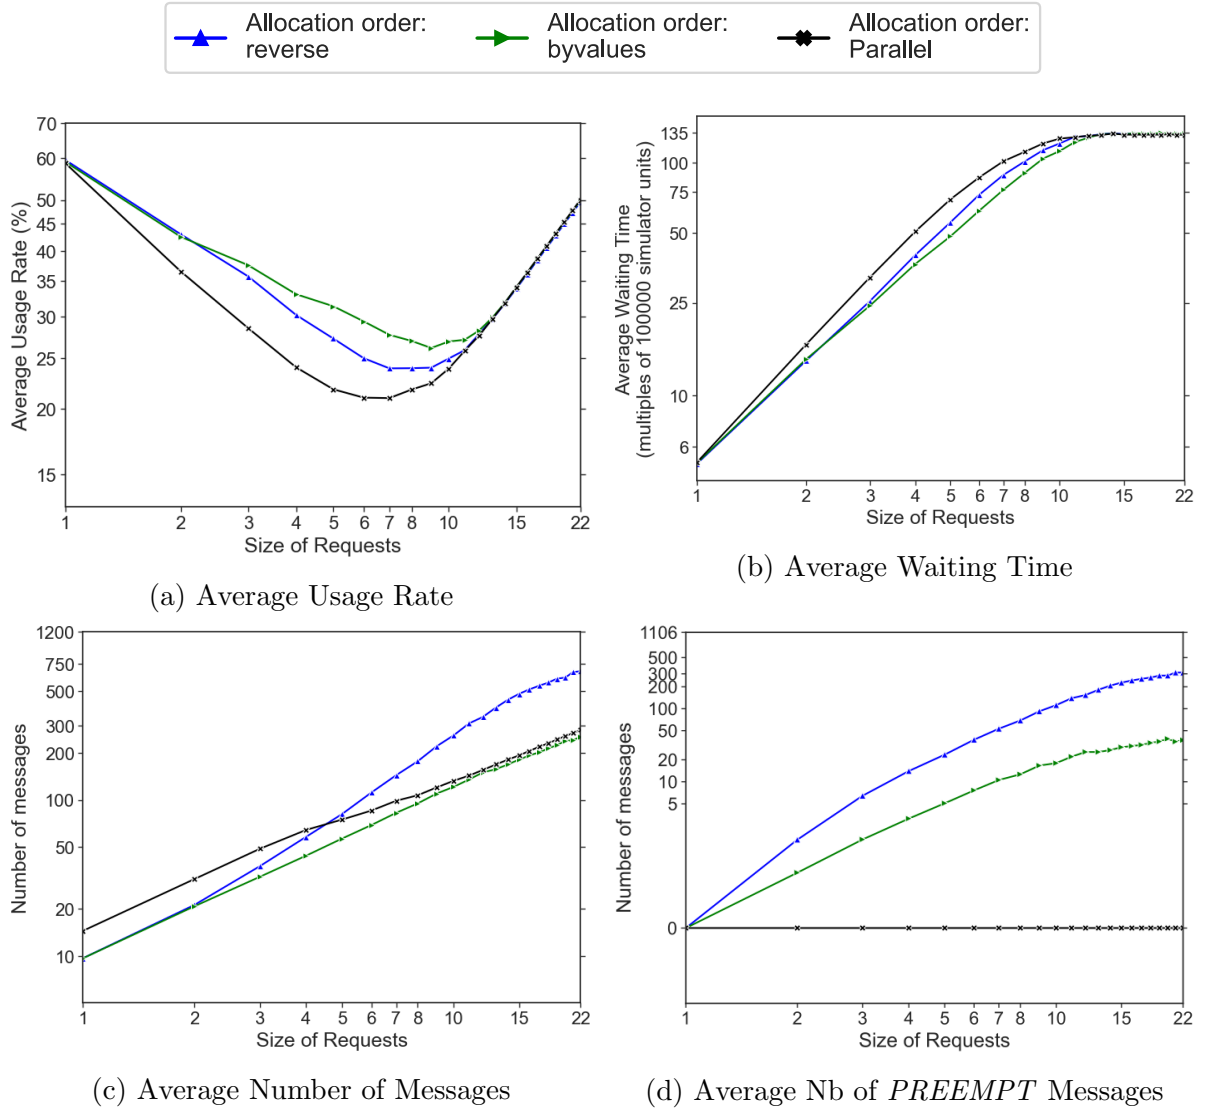 Allocation order:
reverse
Allocation order:
byvalues
Allocation order:
Parallel
70
60
50
45
40
35
30
25
20
15
Average Usage Rate (%)
1 2 3 4 5 6 7 8 10 15 22
Size of Requests
(a) Average Usage Rate
135
100
75
50
25
10
6
Average Waiting Time
(multiples of 100000 simulator units)
1 2 3 4 5 6 7 8 10 15 22
Size of Requests
(b) Average Waiting Time
1200
750
500
300
200
100
50
20
10
Number of messages
1 2 3 4 5 6 7 8 10 15 22
Size of Requests
(c) Average Number of Messages
1106
500
300
200
100
50
20
10
5
0
Number of messages
1 2 3 4 5 6 7 8 10 15 22
Size of Requests
(d) Average Nb of PREEMPT Messages